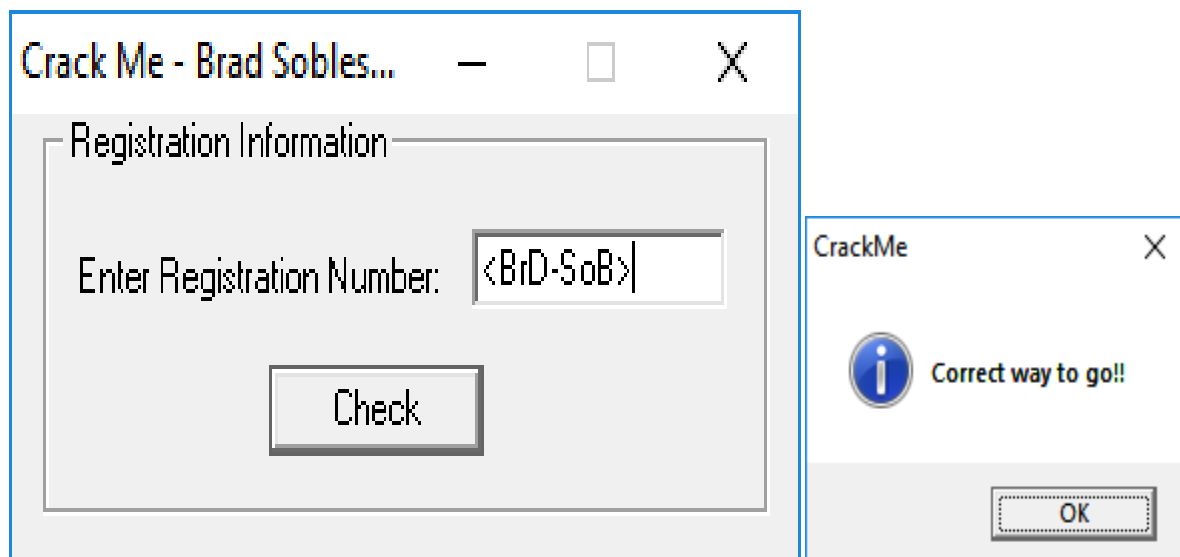 Crack Me - Brad Sobles...
Registration Information
Enter Registration Number: <BrD-SoB>
Check
CrackMe
Correct way to go!!
OK